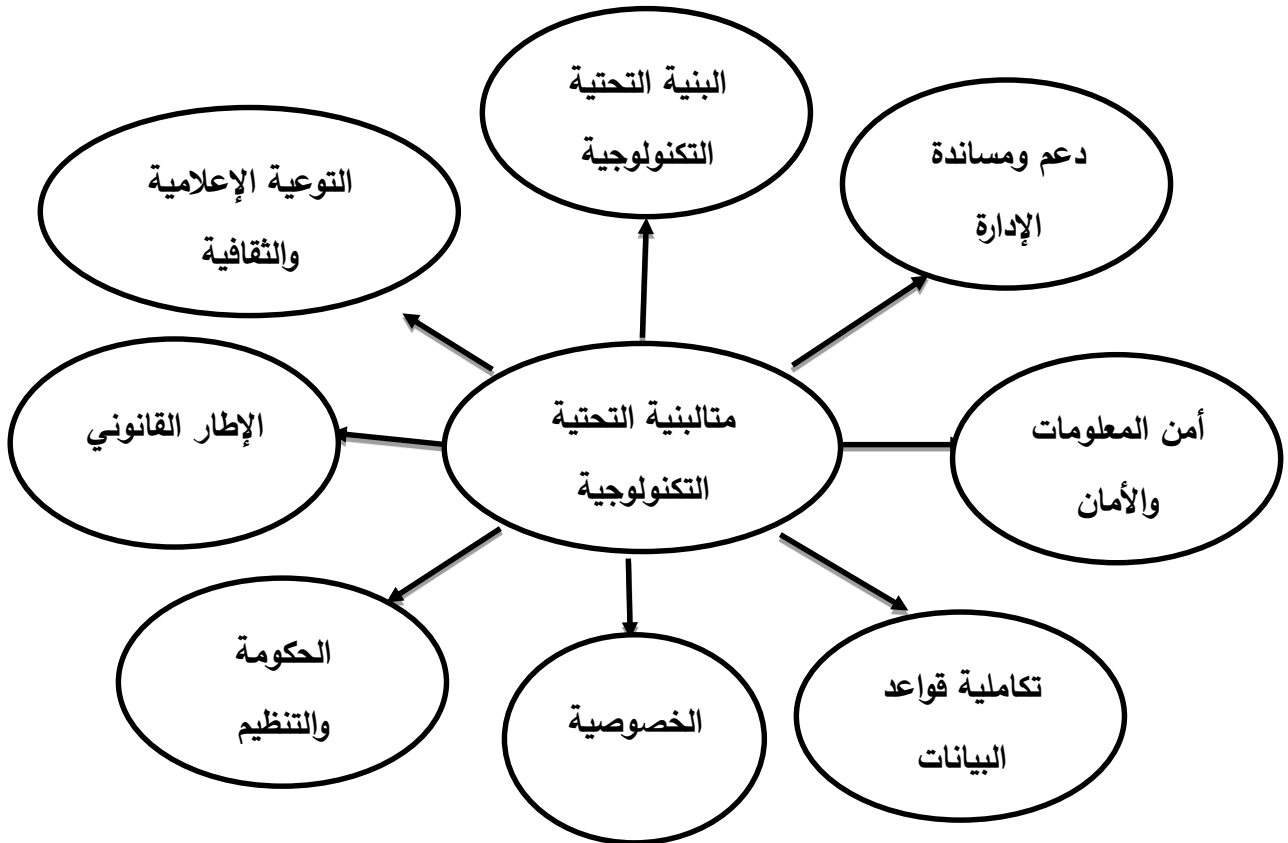 البنية التحتية
التكنولوجية
دعم ومساندة
الإدارة
التوعية الإعلامية
والثقافية
متالبنية التحتية
التكنولوجية
أمن المعلومات
والأمان
الإطار القانوني
تكاملية قواعد
البيانات
الخصوصية
الحكومة
والتنظيم